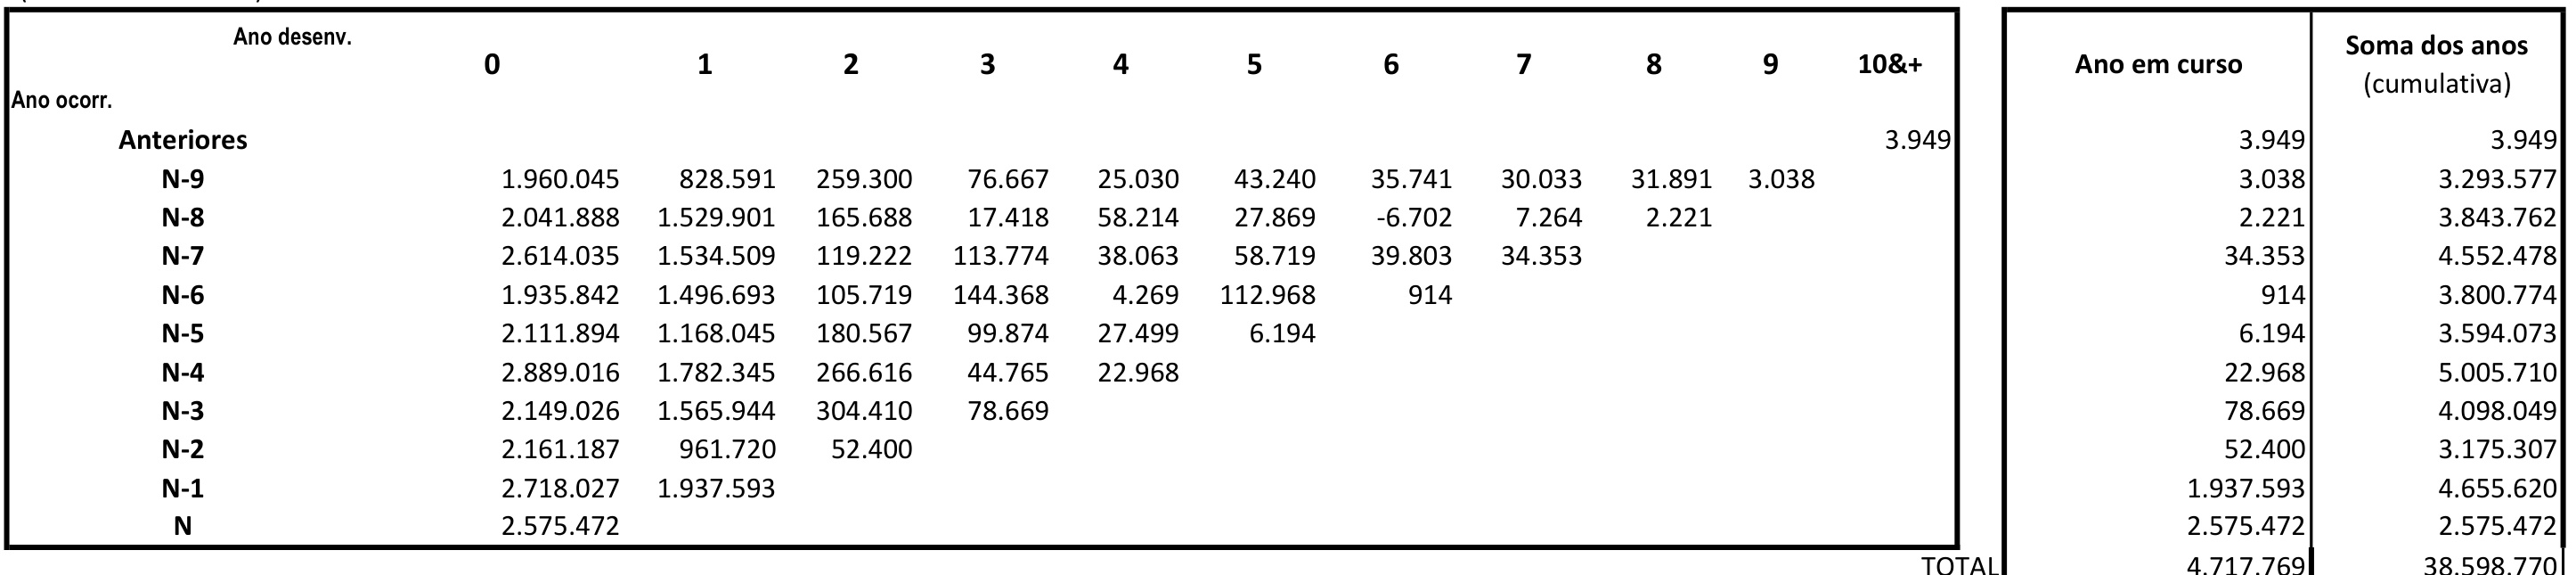 Ano desenv. 0 1 2 3 4 5 6 7 8 9 10&+ Ano em curso Soma dos anos
(cumulativa)
Ano ocorr.
Anteriores 3.949 3.949 3.949
N-9 1.960.045 828.591 259.300 76.667 25.030 43.240 35.741 30.033 31.891 3.038 3.038 3.293.577
N-8 2.041.888 1.529.901 165.688 17.418 58.214 27.869 -6.702 7.264 2.221 2.221 3.843.762
N-7 2.614.035 1.534.509 119.222 113.774 38.063 58.719 39.803 34.353 34.353 4.552.478
N-6 1.935.842 1.496.693 105.719 144.368 4.269 112.968 914 914 3.800.774
N-5 2.111.894 1.168.045 180.567 99.874 27.499 6.194 6.194 3.594.073
N-4 2.889.016 1.782.345 266.616 44.765 22.968 22.968 5.005.710
N-3 2.149.026 1.565.944 304.410 78.669 78.669 4.098.049
N-2 2.161.187 961.720 52.400 52.400 3.175.307
N-1 2.718.027 1.937.593 1.937.593 4.655.620
N 2.575.472 2.575.472 2.575.472
TOTAL 4.717.769 38.598.770